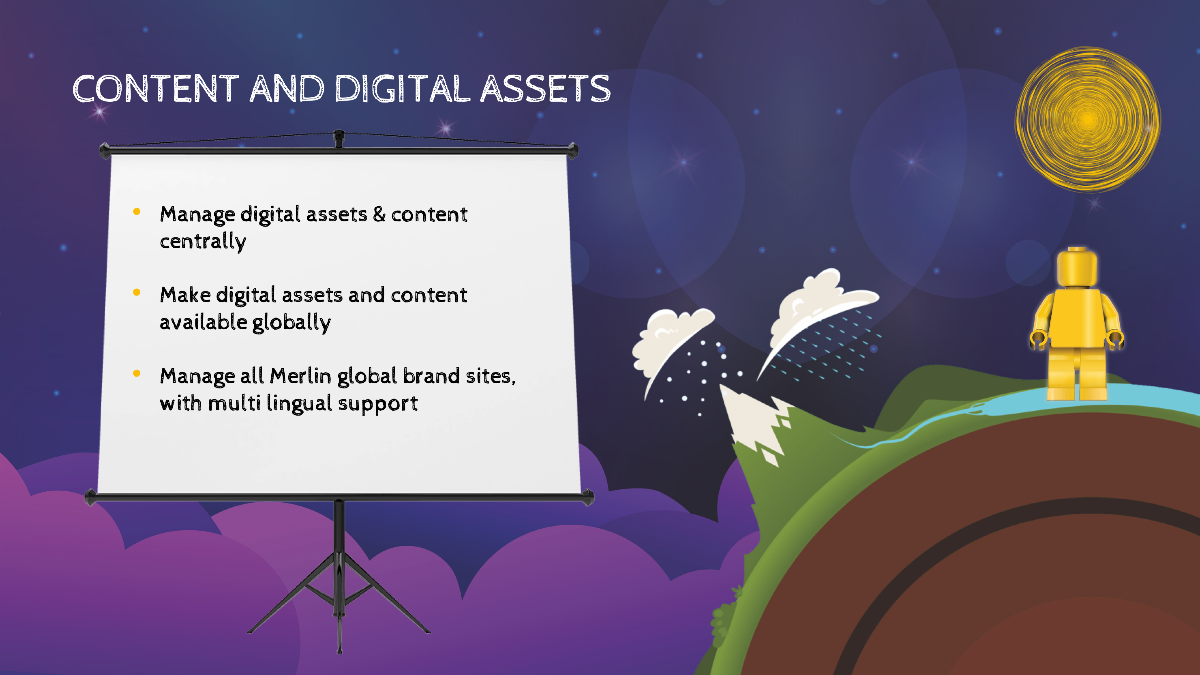 CONTENT AND DIGITAL ASSETS
• Manage digital assets & content
centrally
• Make digital assets and content
available globally
• Manage all Merlin global brand sites,
with multi lingual support